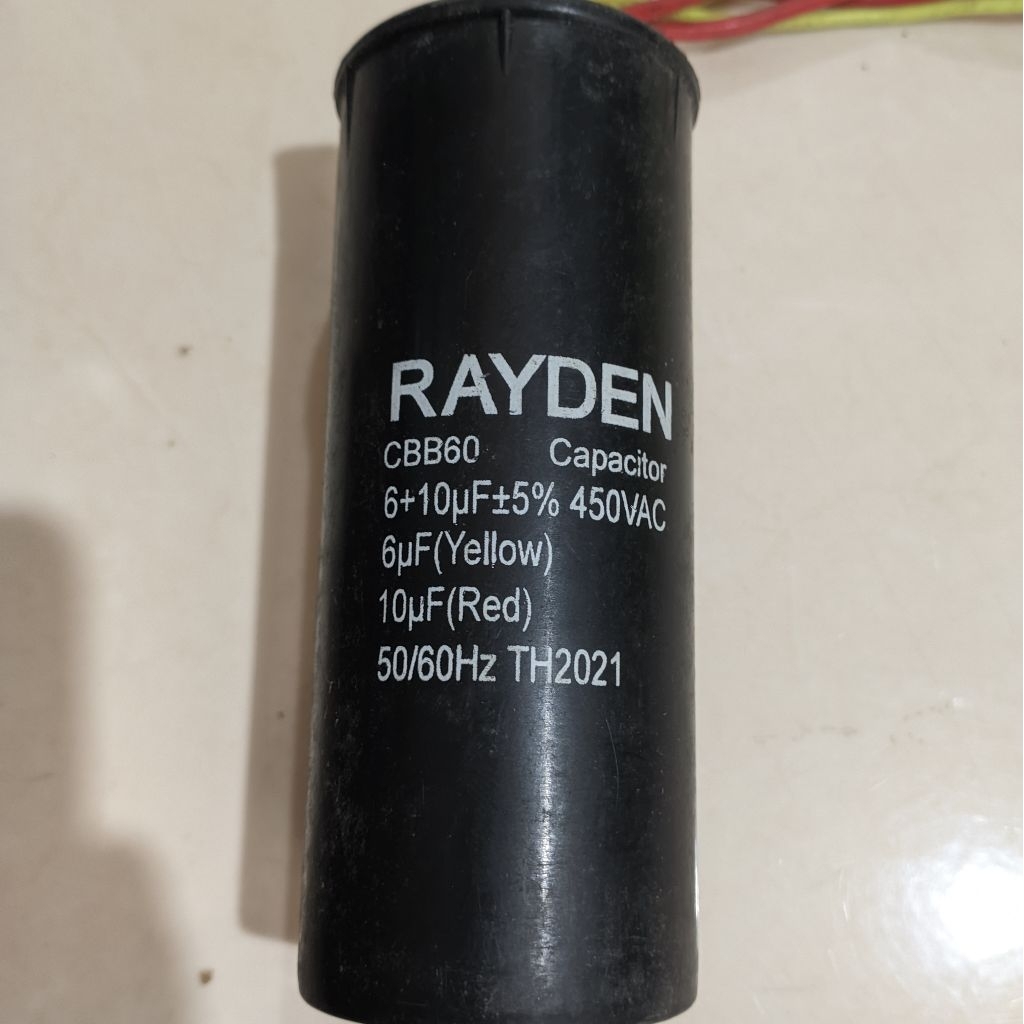 RAYDEN
CBB60 Capacitor
6+10µF±5% 450VAC
6µF(Yellow)
10µF(Red)
50/60Hz TH2021